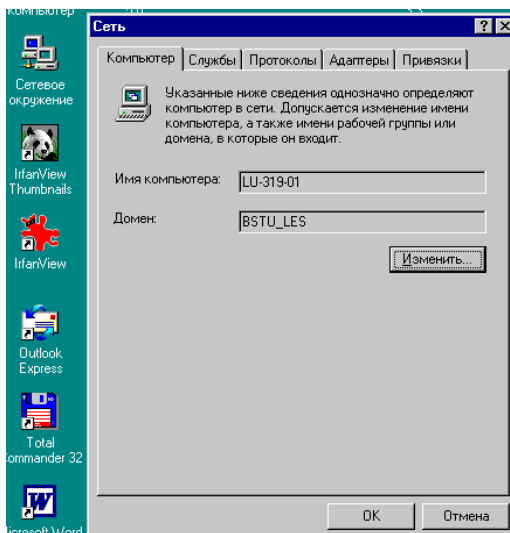 Сеть
Компьютер Службы Протоколы Адаптеры Привязки
Указанные ниже сведения однозначно определяют
компьютер в сети. Допускается изменение имени
компьютера, а также имени рабочей группы или
домена, в которые он входит.
Имя компьютера: LU-319-01
Домен: BSTU_LES
Изменить...
OK Отмена
Сетевое
окружение
IrfanView
Thumbnails
IrfanView
Outlook
Express
Total
Commander 32
Microsoft Word